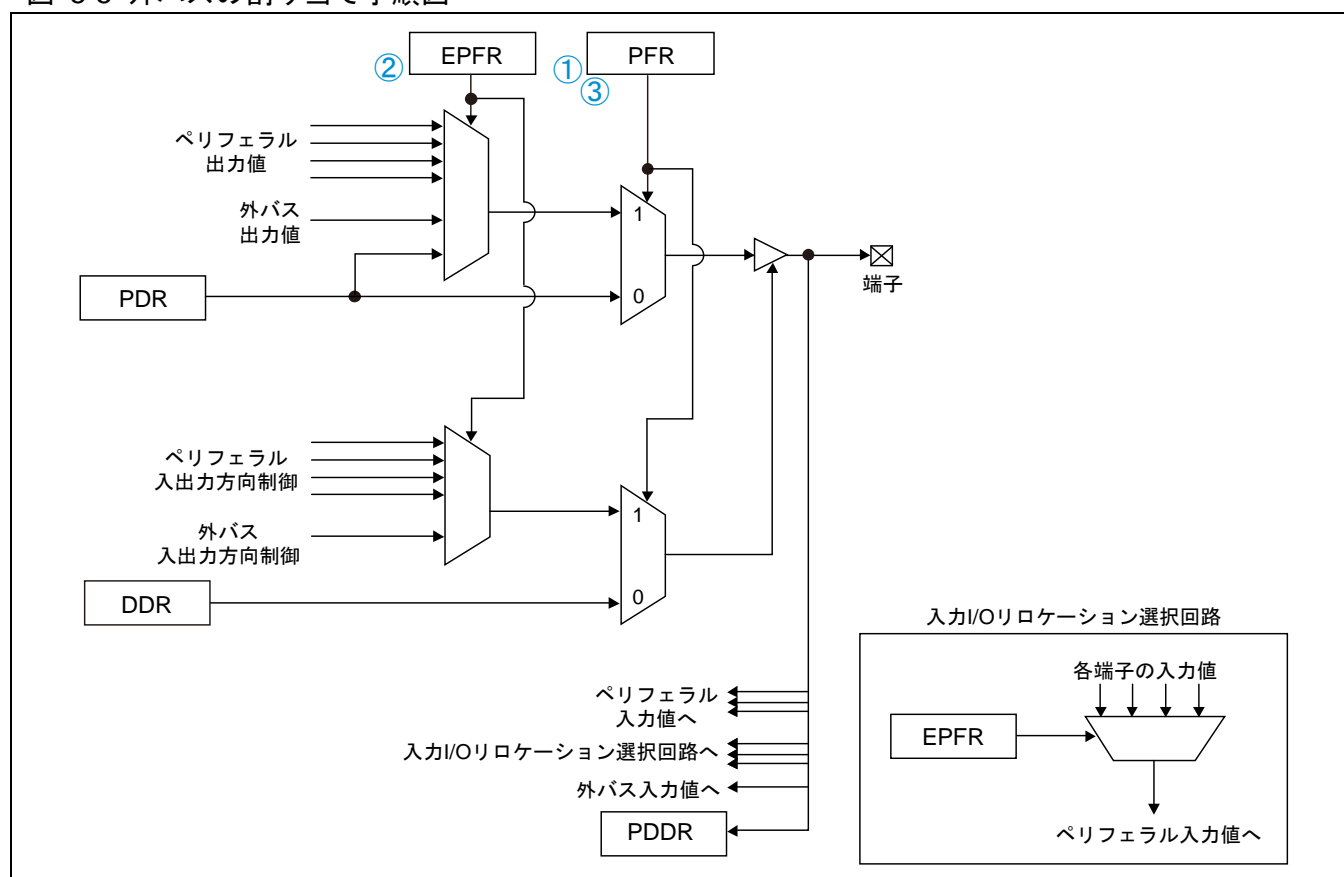 EPFR
PFR
②
①
③
ペリフェラル
出力値
外バス
出力値
1
0
PDR
端子
ペリフェラル
入出力方向制御
外バス
入出力方向制御
1
0
DDR
入力I/Oリロケーション選択回路
各端子の入力値
EPFR
ペリフェラル入力値へ
ペリフェラル
入力値へ
入力I/Oリロケーション選択回路へ
外バス入力値へ
PDDR